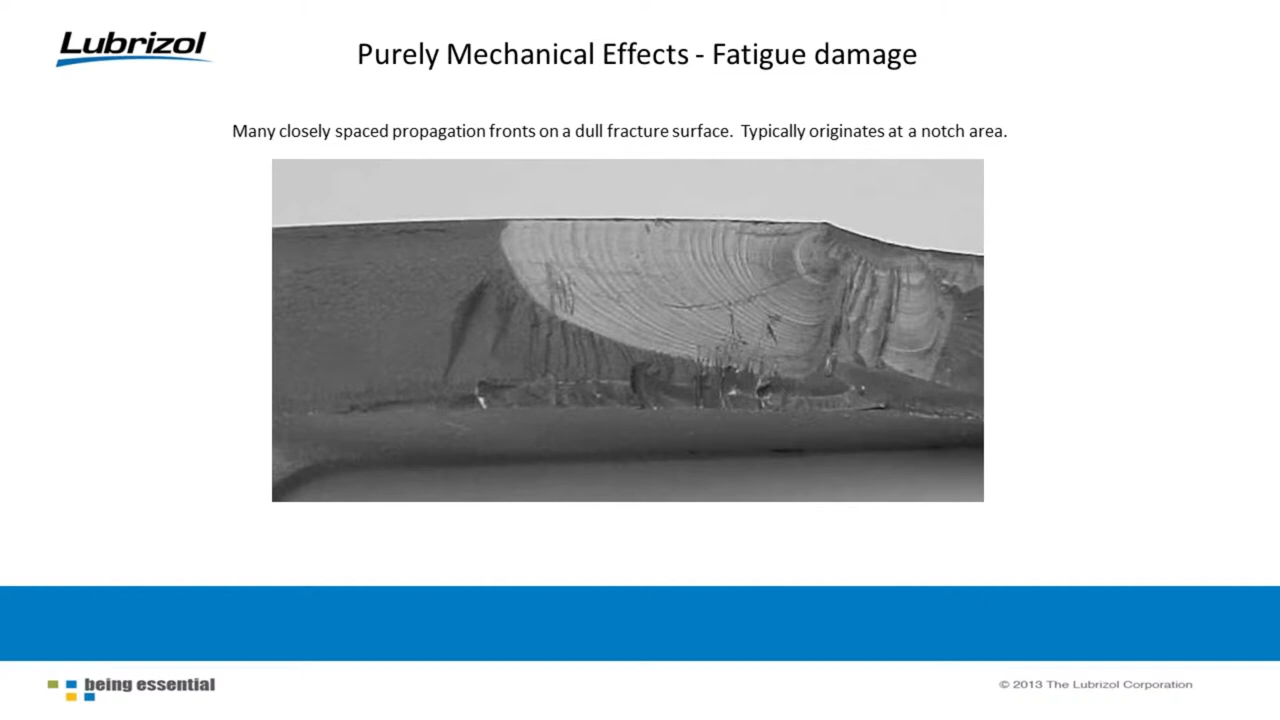 Lubrizol
Purely Mechanical Effects - Fatigue damage
Many closely spaced propagation fronts on a dull fracture surface.  Typically originates at a notch area.
being essential
© 2013 The Lubrizol Corporation